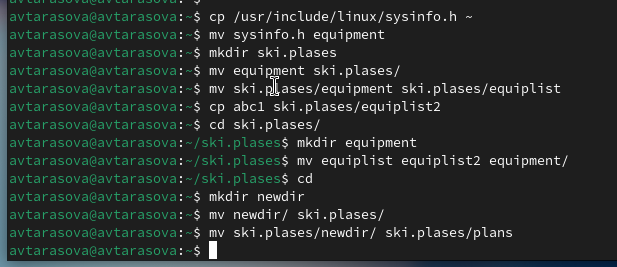 avtarasova@avtarasova:~$ cp /usr/include/linux/sysinfo.h ~
avtarasova@avtarasova:~$ mv sysinfo.h equipment
avtarasova@avtarasova:~$ mkdir ski.plases
avtarasova@avtarasova:~$ mv equipment ski.plases/
avtarasova@avtarasova:~$ mv ski.plases/equipment ski.plases/equiplist
avtarasova@avtarasova:~$ cp abc1 ski.plases/equiplist2
avtarasova@avtarasova:~$ cd ski.plases/
avtarasova@avtarasova:~/ski.plases$ mkdir equipment
avtarasova@avtarasova:~/ski.plases$ mv equiplist equiplist2 equipment/
avtarasova@avtarasova:~/ski.plases$ cd
avtarasova@avtarasova:~$ mkdir newdir
avtarasova@avtarasova:~$ mv newdir/ ski.plases/
avtarasova@avtarasova:~$ mv ski.plases/newdir/ ski.plases/plans
avtarasova@avtarasova:~$